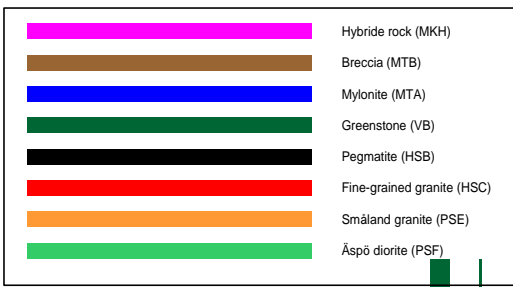 Hybride rock (MKH)
Breccia (MTB)
Mylonite (MTA)
Greenstone (VB)
Pegmatite (HSB)
Fine-grained granite (HSC)
Småland granite (PSE)
Äspö diorite (PSF)